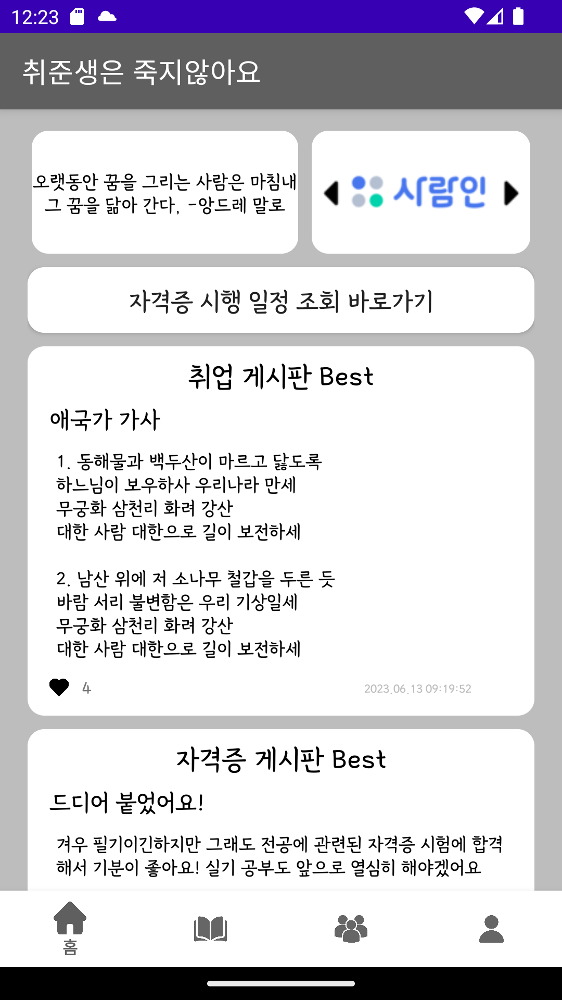 12:23
취준생은 죽지않아요
오랫동안 꿈을 그리는 사람은 마침내
그 꿈을 닮아 간다, -앙드레 말로
사람인
자격증 시행 일정 조회 바로가기
취업 게시판 Best
애국가 가사
1. 동해물과 백두산이 마르고 닳도록
하느님이 보우하사 우리나라 만세
무궁화 삼천리 화려 강산
대한 사람 대한으로 길이 보전하세
2. 남산 위에 저 소나무 철갑을 두른 듯
바람 서리 불변함은 우리 기상일세
무궁화 삼천리 화려 강산
대한 사람 대한으로 길이 보전하세
4
2023.06.13 09:19:52
자격증 게시판 Best
드디어 붙었어요!
겨우 필기이긴하지만 그래도 전공에 관련된 자격증 시험에 합격
해서 기분이 좋아요! 실기 공부도 앞으로 열심히 해야겠어요
홈